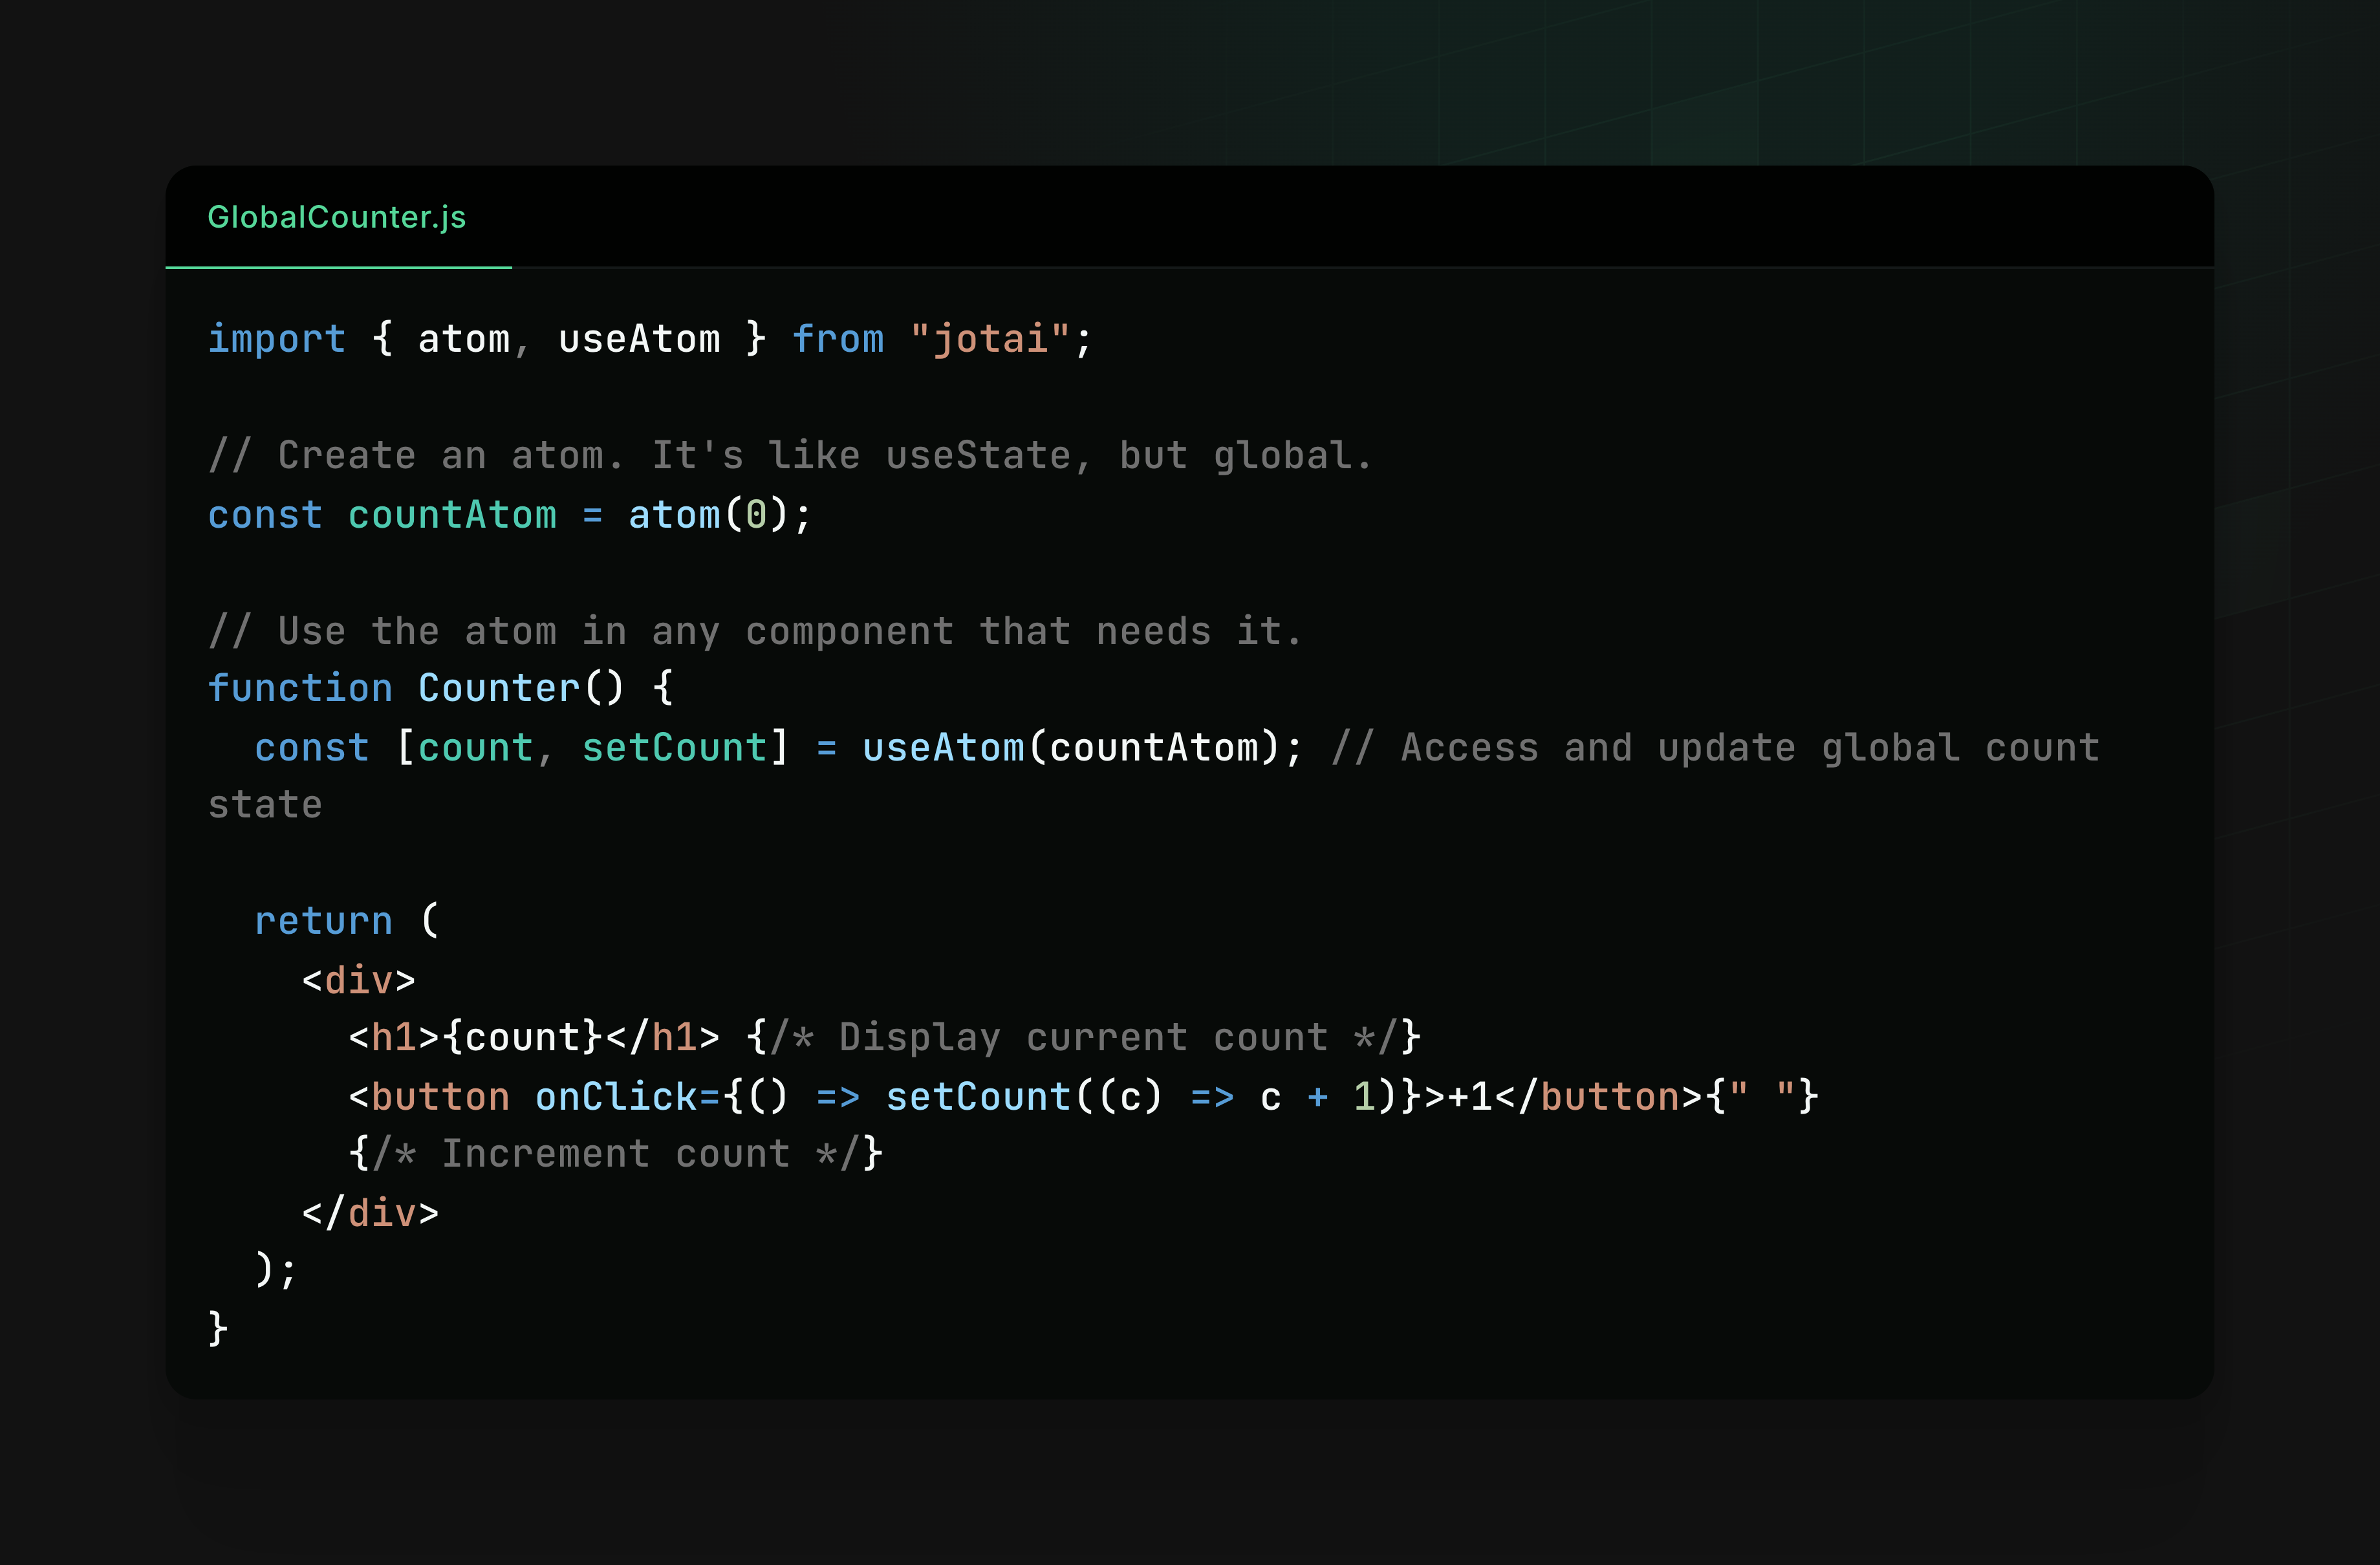 GlobalCounter.js
import { atom, useAtom } from "jotai";
// Create an atom. It's like useState, but global.
const countAtom = atom(0);
// Use the atom in any component that needs it.
function Counter() {
  const [count, setCount] = useAtom(countAtom); // Access and update global count
state
  return (
    <div>
      <h1>{count}</h1> {/* Display current count */}
      <button onClick={() => setCount((c) => c + 1)}>+1</button>{" "}
      {/* Increment count */}
    </div>
  );
}